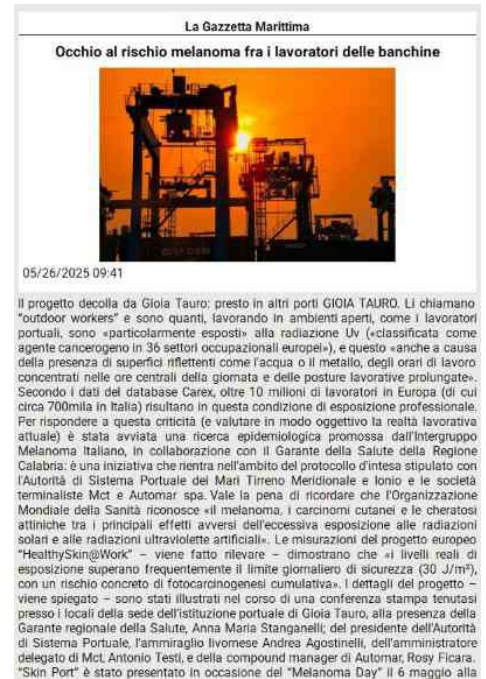 La Gazzetta Marittima
Occhio al rischio melanoma fra i lavoratori delle banchine
05/26/2025 09:41
Il progetto decolla da Gioia Tauro: presto in altri porti GIOIA TAURO. Li chiamano
"outdoor workers" e sono quanti, lavorando in ambienti aperti, come i lavoratori
portuali, sono «particolarmente esposti» alla radiazione Uv («classificata come
agente cancerogeno in 36 settori occupazionali europei»), e questo «anche a causa
della presenza di superfici riflettenti come l'acqua o il metallo, degli orari di lavoro
concentrati nelle ore centrali della giornata e delle posture lavorative prolungate».
Secondo i dati del database Carex, oltre 10 milioni di lavoratori in Europa (di cui
circa 700mila in Italia) risultano in questa condizione di esposizione professionale.
Per rispondere a questa criticità (e valutare in modo oggettivo la realtà lavorativa
attuale) è stata avviata una ricerca epidemiologica promossa dall'Intergruppo
Melanoma Italiano, in collaborazione con il Garante della Salute della Regione
Calabria: è una iniziativa che rientra nell'ambito del protocollo d'intesa stipulato con
l'Autorità di Sistema Portuale dei Mari Tirreno Meridionale e Ionio e le società
terminaliste Mct e Automar spa. Vale la pena di ricordare che l'Organizzazione
Mondiale della Sanità riconosce «il melanoma, i carcinomi cutanei e le cheratosi
attiniche tra i principali effetti avversi dell'eccessiva esposizione alle radiazioni
solari e alle radiazioni ultraviolette artificiali». Le misurazioni del progetto europeo
"HealthySkin@Work" – viene fatto rilevare – dimostrano che «i livelli reali di
esposizione superano frequentemente il limite giornaliero di sicurezza (30 J/m²),
con un rischio concreto di fotocarcinogenesi cumulativa». I dettagli del progetto –
viene spiegato – sono stati illustrati nel corso di una conferenza stampa tenutasi
presso i locali della sede dell'istituzione portuale di Gioia Tauro, alla presenza della
Garante regionale della Salute, Anna Maria Stanganelli; del presidente dell'Autorità
di Sistema Portuale, l'ammiraglio livornese Andrea Agostinelli, dell'amministratore
delegato di Mct, Antonio Testi, e della compound manager di Automar, Rosy Ficara.
"Skin Port" è stato presentato in occasione del "Melanoma Day" il 6 maggio alla